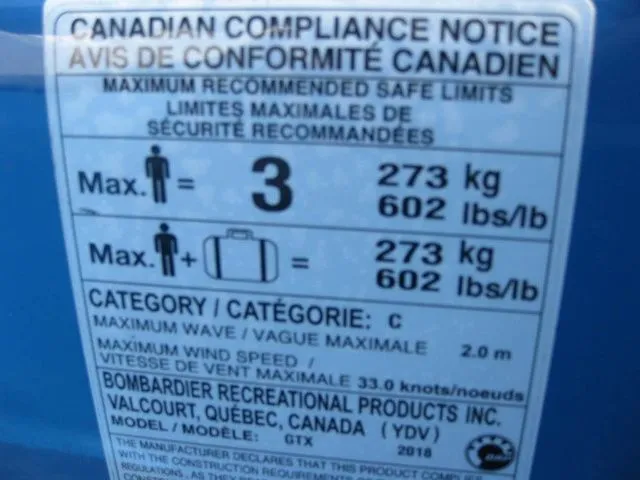 CANADIAN COMPLIANCE NOTICE
AVIS DE CONFORMITÉ CANADIEN
MAXIMUM RECOMMENDED SAFE LIMITS
LIMITES MAXIMALES DE
SÉCURITÉ RECOMMANDÉES
Max. = 3 273 kg
602 lbs/lb
Max. + = 273 kg
602 lbs/lb
CATEGORY / CATÉGORIE: C
MAXIMUM WAVE / VAGUE MAXIMALE 2.0 m
MAXIMUM WIND SPEED /
VITESSE DE VENT MAXIMALE 33.0 knots/noeuds
BOMBARDIER RECREATIONAL PRODUCTS INC.
VALCOURT, QUÉBEC, CANADA (YDV)
MODEL / MODÈLE: GTX 2018
THE MANUFACTURER DECLARES THAT THIS PRODUCT COMPLIES
WITH THE CONSTRUCTION REQUIREMENTS
REGULATIONS, AS THEY